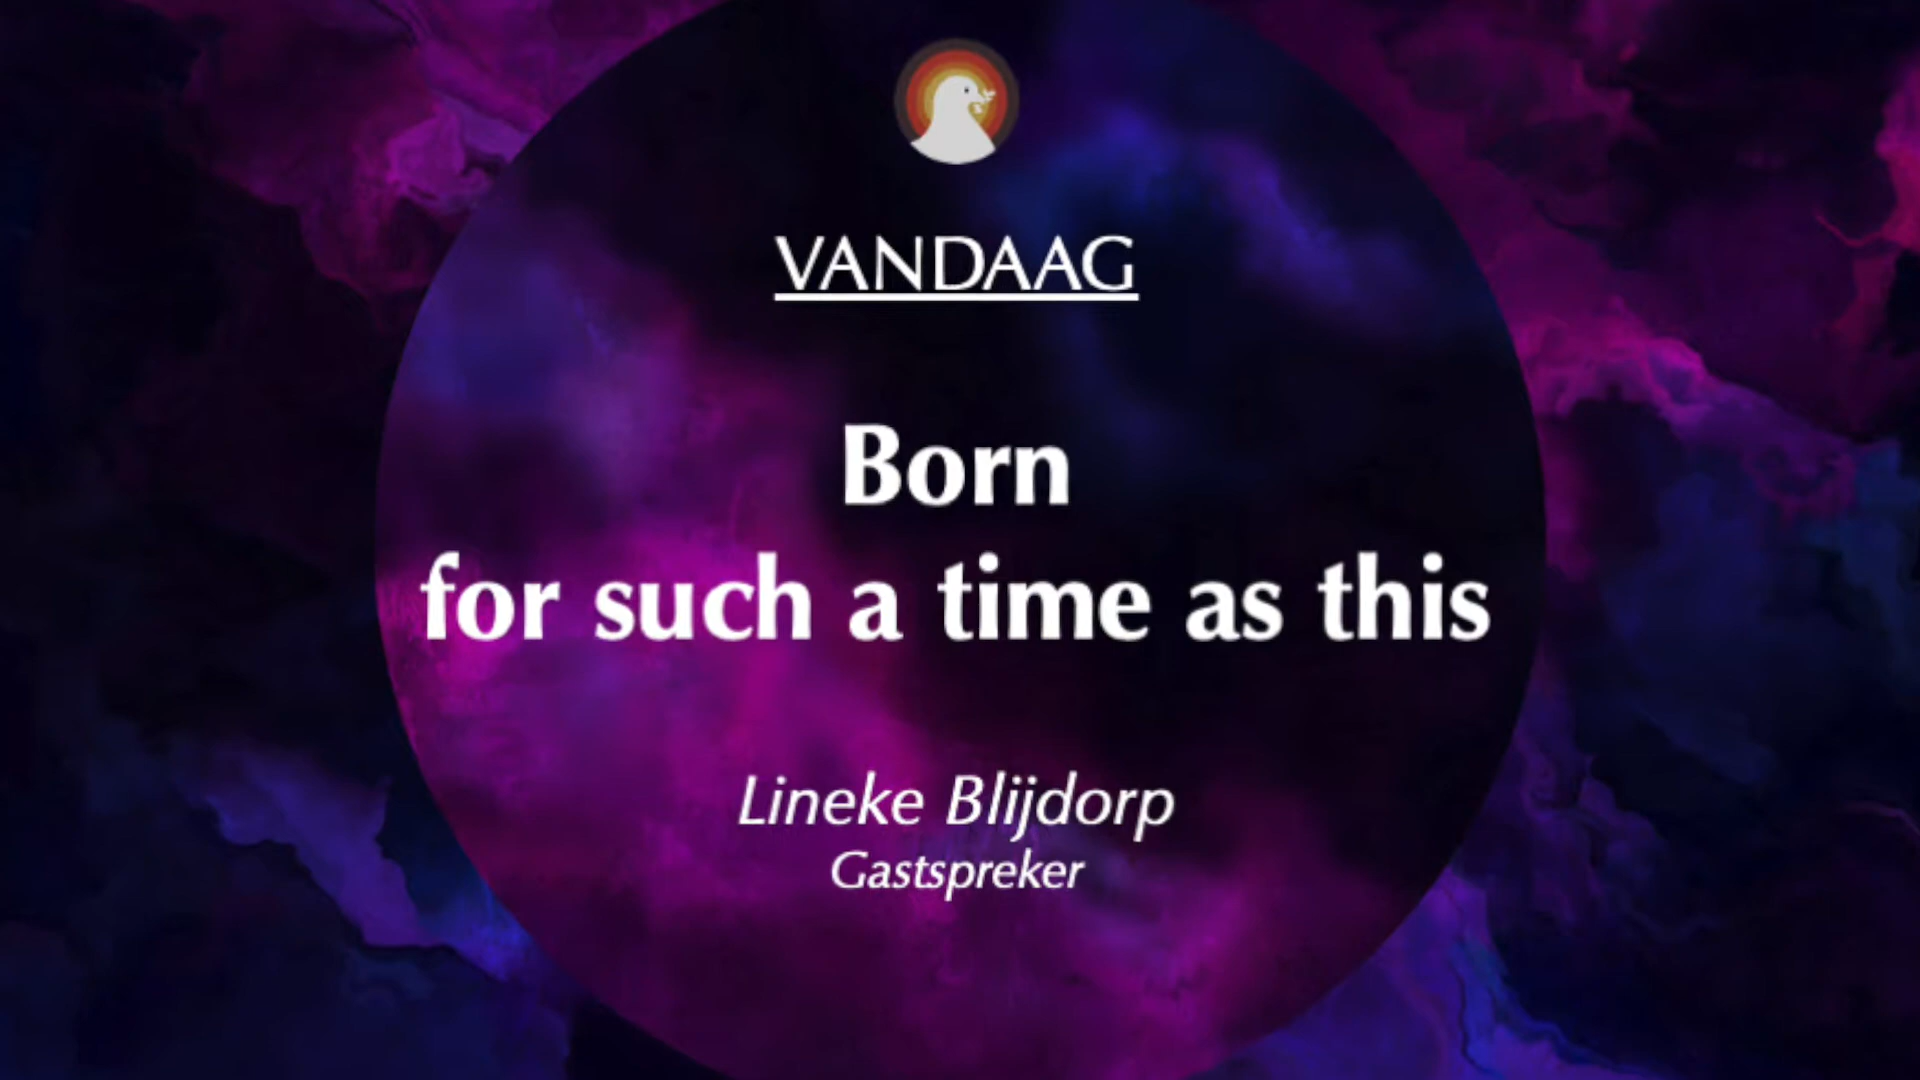 VANDAAG
Born
for such a time as this
Lineke Blijdorp
Gastspreker